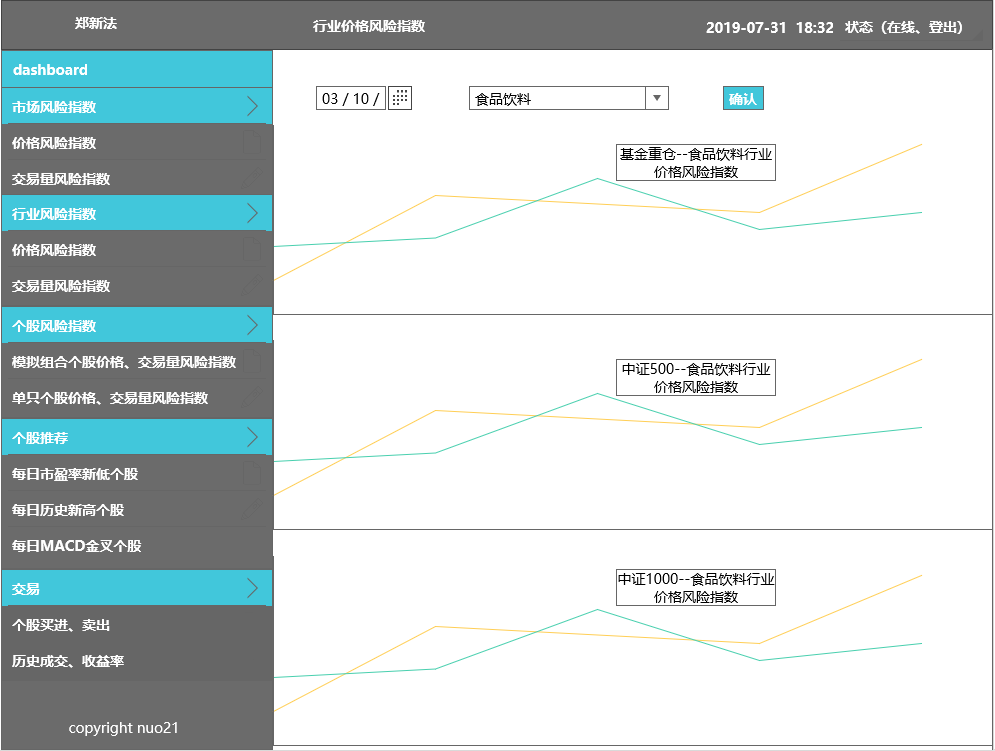 郑新法
行业价格风险指数
2019-07-31 18:32 状态（在线、登出）
dashboard
市场风险指数
价格风险指数
交易量风险指数
行业风险指数
价格风险指数
交易量风险指数
个股风险指数
模拟组合个股价格、交易量风险指数
单只个股价格、交易量风险指数
个股推荐
每日市盈率新低个股
每日历史新高个股
每日MACD金叉个股
交易
个股买进、卖出
历史成交、收益率
copyright nuo21
03 / 10 /
食品饮料
确认
基金重仓--食品饮料行业
价格风险指数
中证500--食品饮料行业
价格风险指数
中证1000--食品饮料行业
价格风险指数